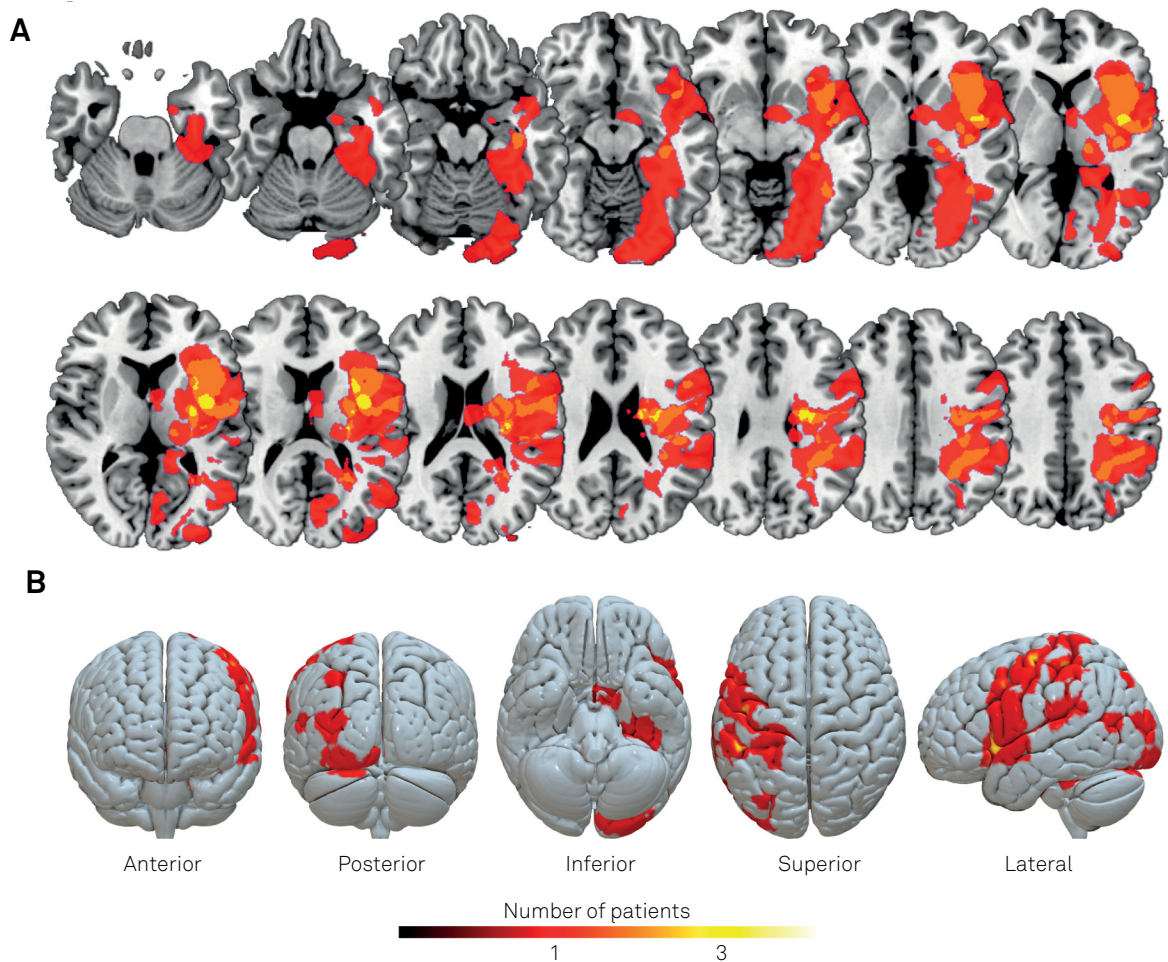 A
B
Anterior
Posterior
Inferior
Superior
Lateral
Number of patients
1
3